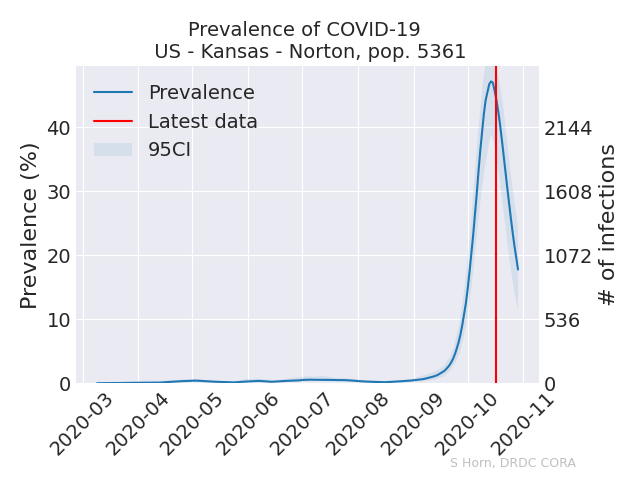 Prevalence of COVID-19
US - Kansas - Norton, pop. 5361
Prevalence
Latest data
95CI
Prevalence (%)
40
30
20
10
0
2144
1608
1072
536
0
# of infections
2020-03
2020-04
2020-05
2020-06
2020-07
2020-08
2020-09
2020-10
2020-11
S Horn, DRDC CORA